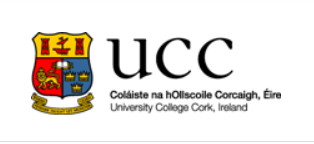 UCC
Coláiste na hOllscoile Corcaigh, Éire
University College Cork, Ireland